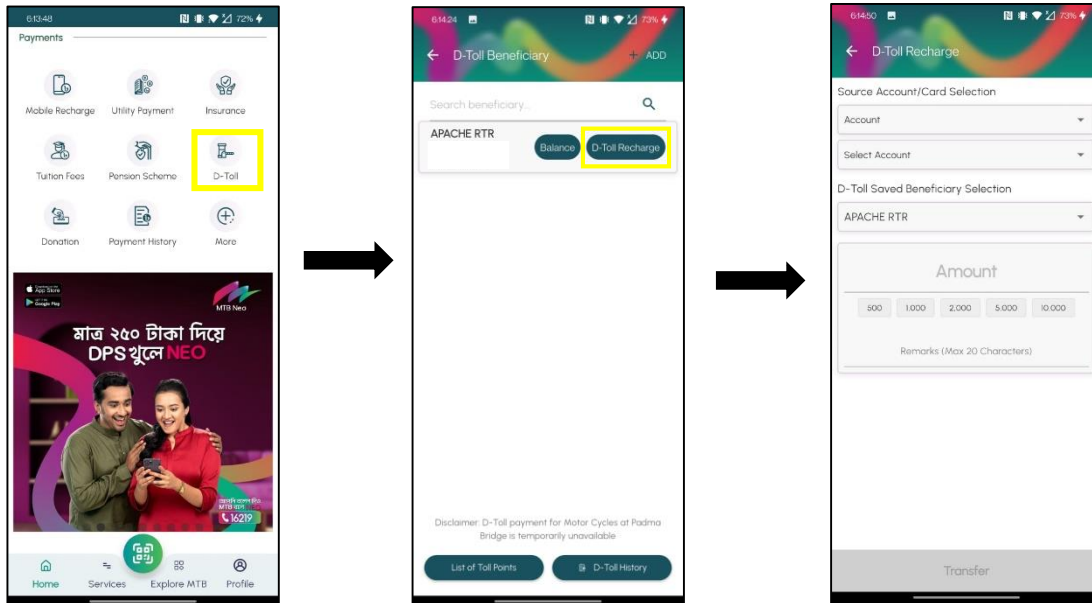 6:13:48
72%
Payments
Mobile Recharge Utility Payment Insurance
Tuition Fees Pension Scheme D-Toll
Donation Payment History More
App Store
Google Play
MTB Neo
মাত্র ২৫০ টাকা দিয়ে
DPS খুলে NEO
16219
Home Services Explore MTB Profile
6:14:24
73%
D-Toll Beneficiary + ADD
Search beneficiary...
APACHE RTR
Balance D-Toll Recharge
Disclaimer: D-Toll payment for Motor Cycles at Padma
Bridge is temporarily unavailable
List of Toll Points D-Toll History
6:14:50
73%
D-Toll Recharge
Source Account/Card Selection
Account
Select Account
D-Toll Saved Beneficiary Selection
APACHE RTR
Amount
500 1,000 2,000 5,000 10,000
Remarks (Max 20 Characters)
Transfer